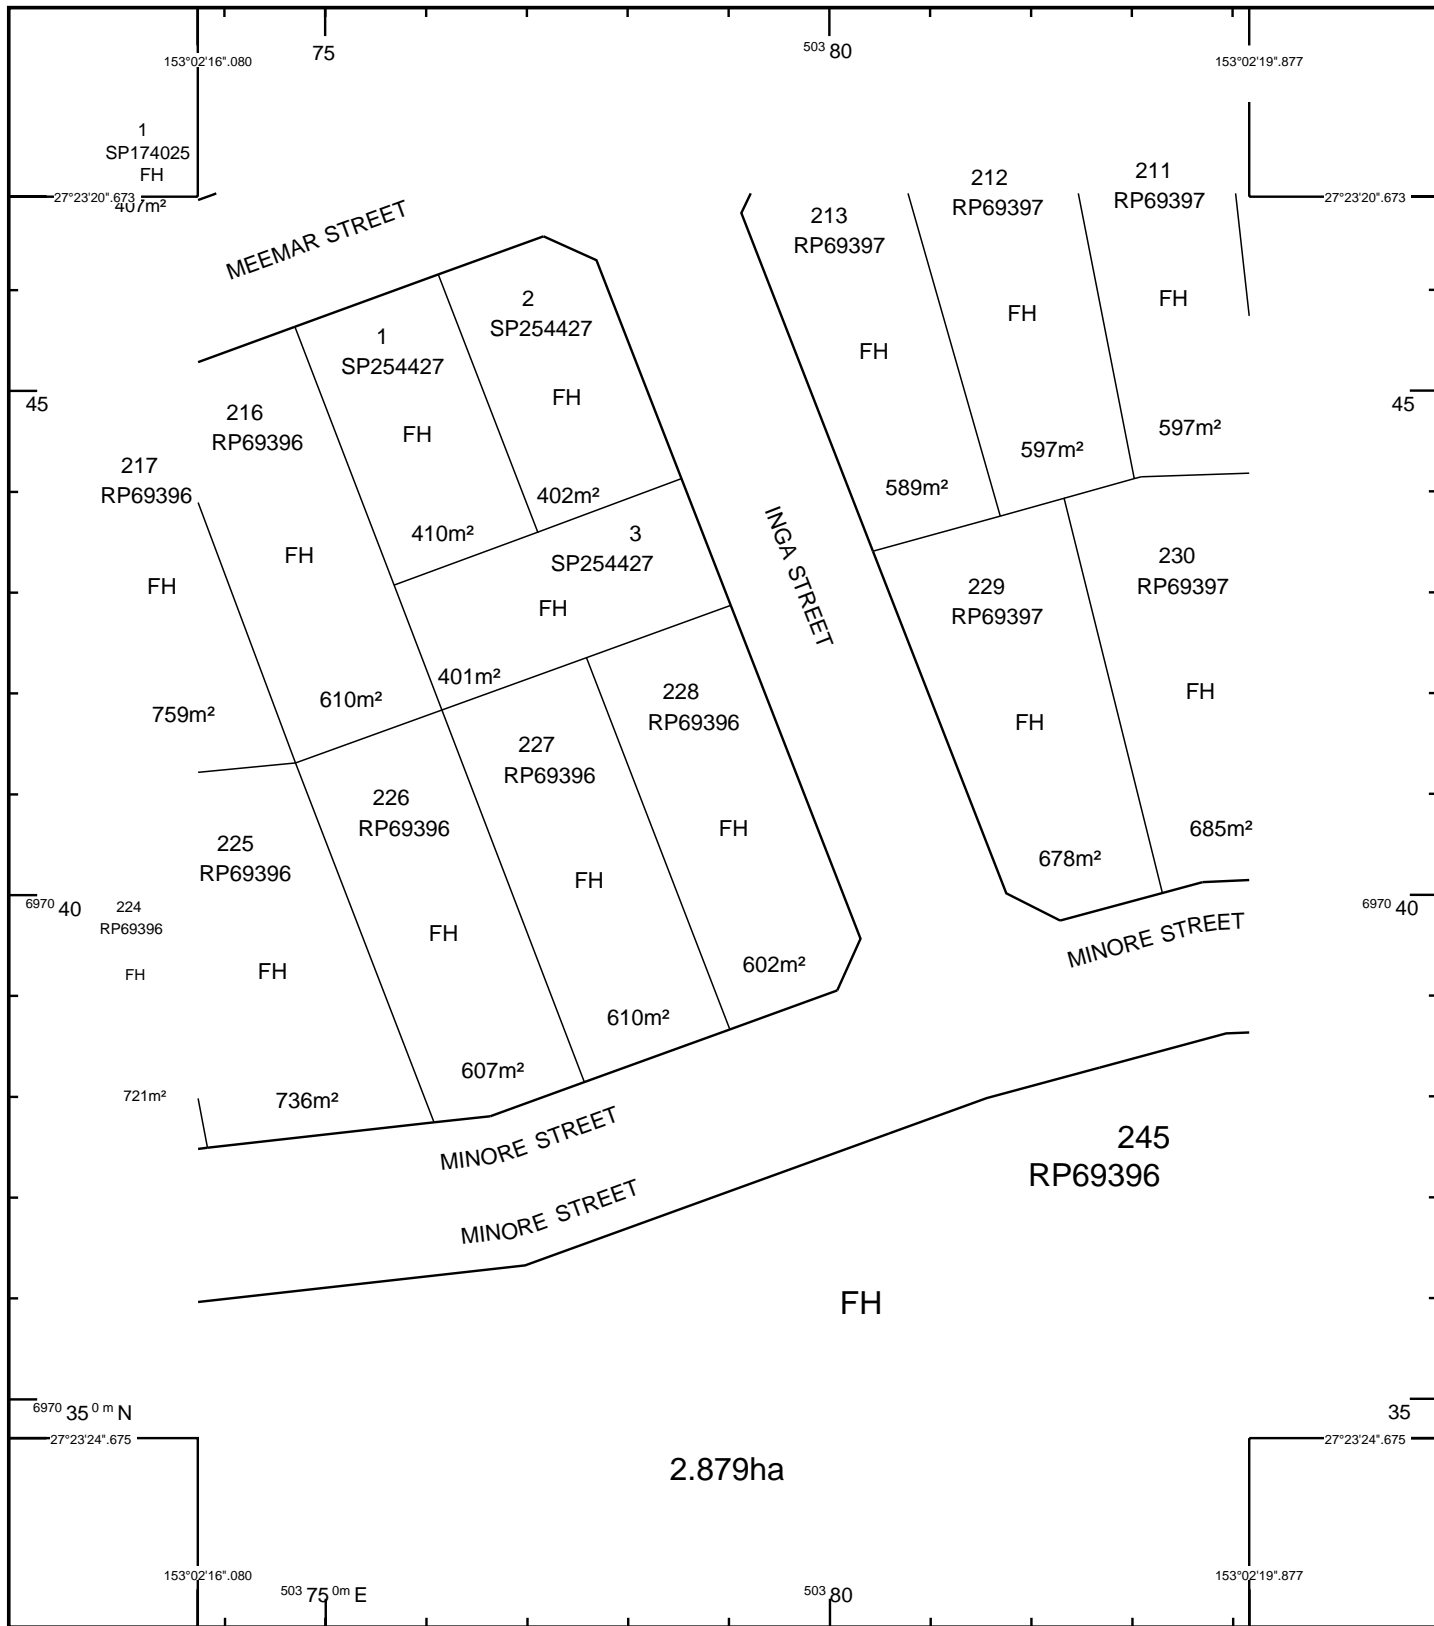 75
503 80
153°02'16".080
153°02'19".877
1
SP174025
FH
407m²
27°23'20".673
27°23'20".673
MEEMAR STREET
211
RP69397
FH
597m²
212
RP69397
FH
597m²
213
RP69397
FH
589m²
2
SP254427
FH
402m²
1
SP254427
FH
410m²
45
45
216
RP69396
FH
610m²
217
RP69396
FH
759m²
3
SP254427
FH
401m²
INGA STREET
229
RP69397
FH
678m²
230
RP69397
FH
685m²
228
RP69396
FH
602m²
227
RP69396
FH
610m²
226
RP69396
FH
607m²
225
RP69396
FH
736m²
6970 40
224
RP69396
FH
721m²
6970 40
MINORE STREET
MINORE STREET
MINORE STREET
245
RP69396
FH
2.879ha
6970 35 0 m N
35
27°23'24".675
27°23'24".675
153°02'16".080
153°02'19".877
503 75 0m E
503 80